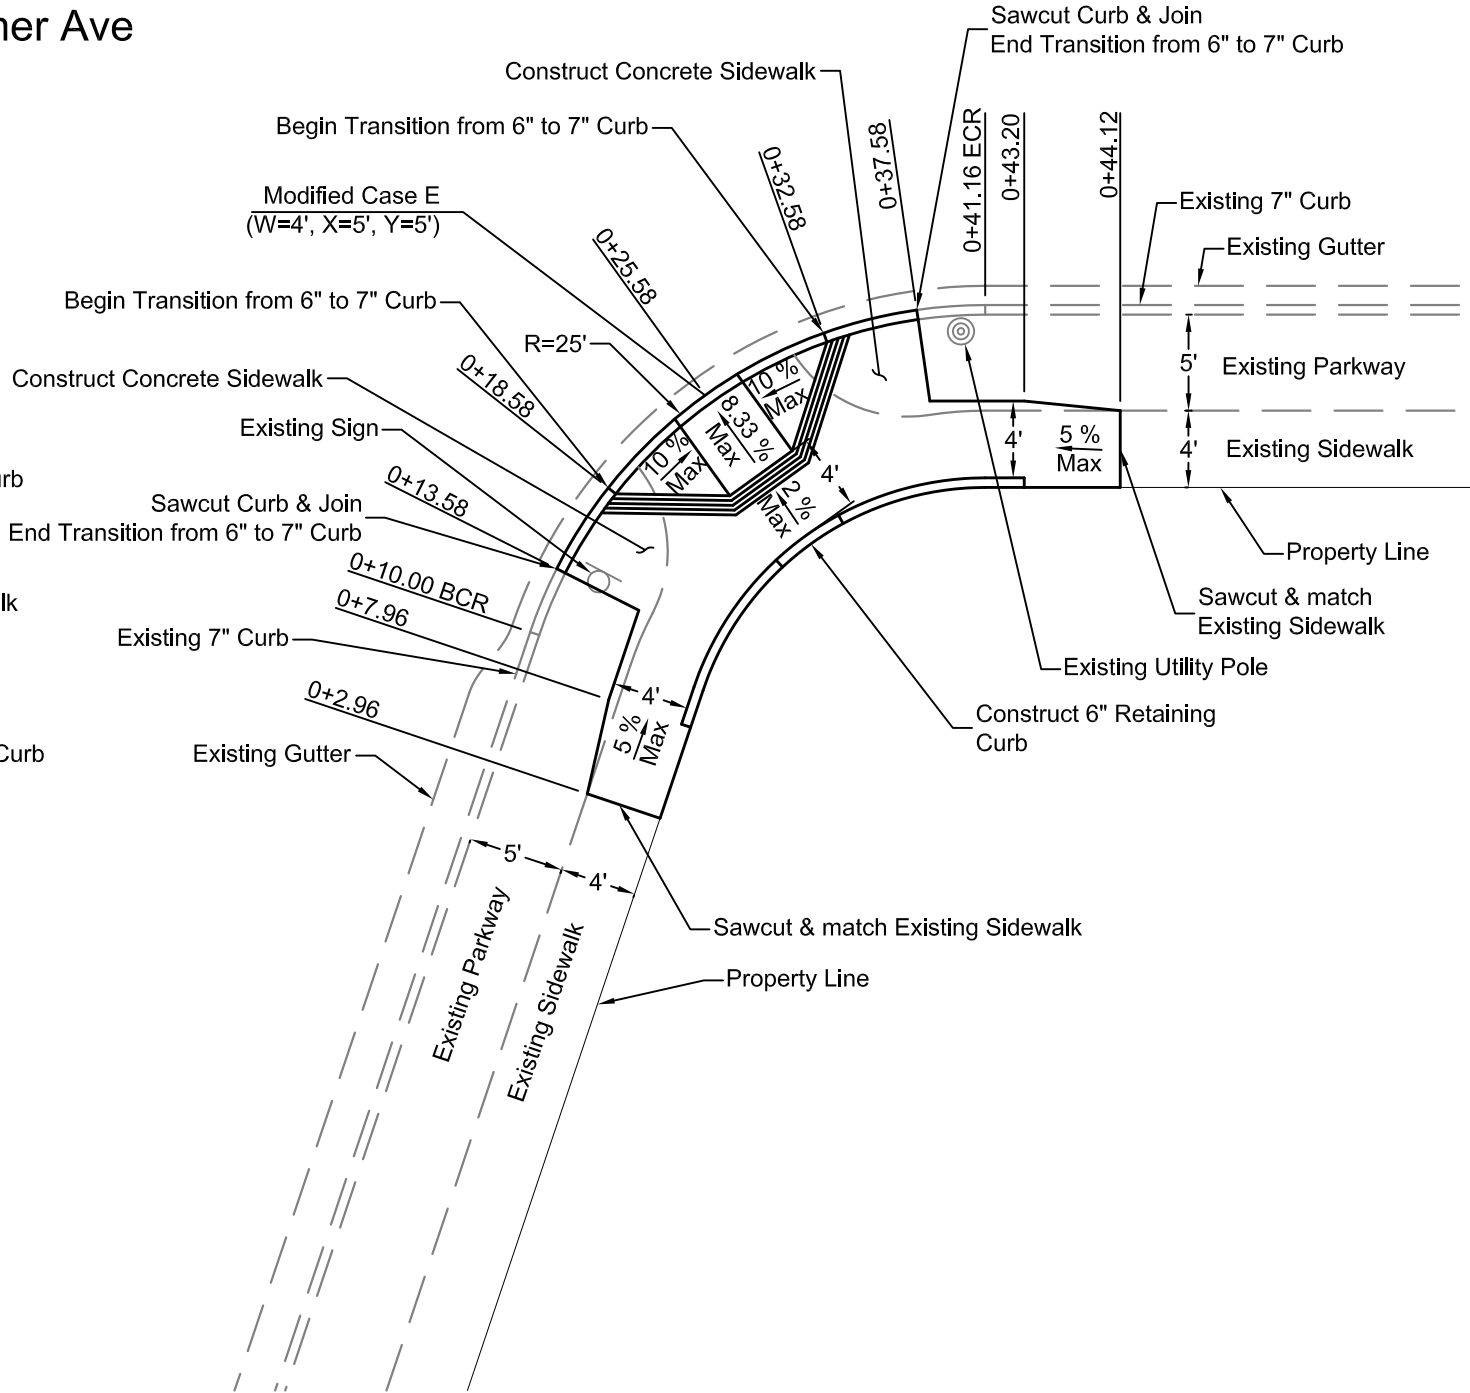 ner Ave
Sawcut Curb & Join
End Transition from 6" to 7" Curb
Construct Concrete Sidewalk
Begin Transition from 6" to 7" Curb
Modified Case E
(W=4', X=5', Y=5')
Begin Transition from 6" to 7" Curb
R=25'
Construct Concrete Sidewalk
Existing Sign
Sawcut Curb & Join
End Transition from 6" to 7" Curb
Existing 7" Curb
Existing Gutter
urb
lk
Curb
0+2.96
0+7.96
0+10.00 BCR
0+13.58
0+18.58
0+25.58
0+32.58
0+37.58
0+41.16 ECR
0+43.20
0+44.12
Existing 7" Curb
Existing Gutter
5'
Existing Parkway
4'
Existing Sidewalk
10 %
Max
8.33 %
Max
10 %
Max
4'
2 %
Max
4'
5 %
Max
Property Line
Sawcut & match
Existing Sidewalk
Existing Utility Pole
Construct 6" Retaining
Curb
4'
5 %
Max
5'
4'
Existing Parkway
Existing Sidewalk
Sawcut & match Existing Sidewalk
Property Line